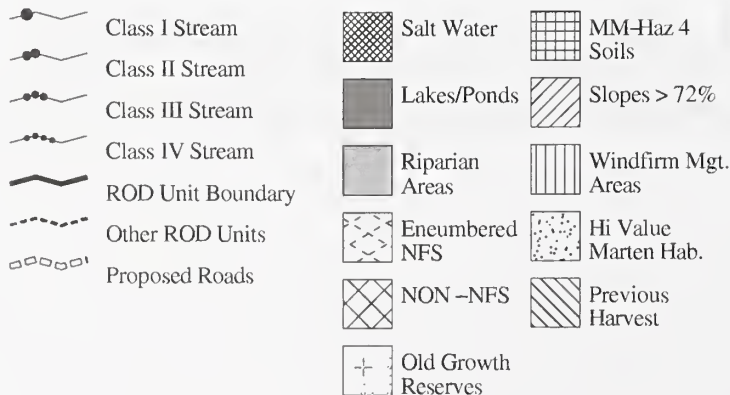 Class I Stream
Class II Stream
Class III Stream
Class IV Stream
ROD Unit Boundary
Other ROD Units
Proposed Roads
Salt Water
Lakes/Ponds
Riparian
Areas
Eneumbered
NFS
NON –NFS
Old Growth
Reserves
MM–Haz 4
Soils
Slopes > 72%
Windfirm Mgt.
Areas
Hi Value
Marten Hab.
Previous
Harvest